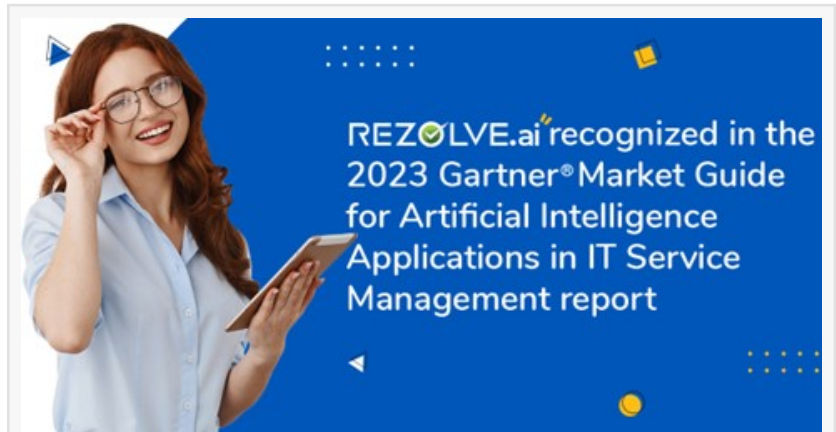 REZOLVE.ai recognized in the
2023 Gartner® Market Guide
for Artificial Intelligence
Applications in IT Service
Management report